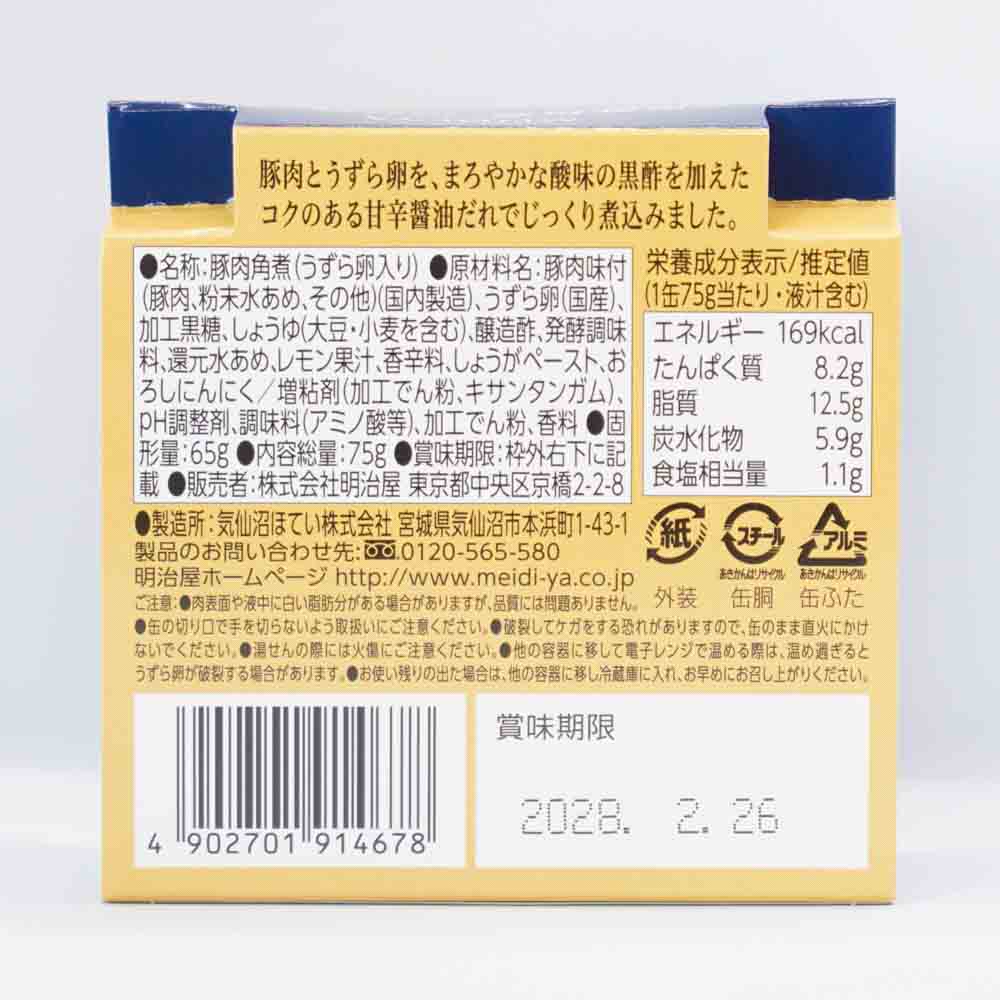 豚肉とうずら卵を、まろやかな酸味の黒酢を加えた
コクのある甘辛醤油だれでじっくり煮込みました。
●名称：豚肉角煮（うずら卵入り） ●原材料名：豚肉味付
（豚肉、粉末水あめ、その他）（国内製造）、うずら卵（国産）、
加工黒糖、しょうゆ（大豆・小麦を含む）、醸造酢、発酵調味
料、還元水あめ、レモン果汁、香辛料、しょうがペースト、お
ろしにんにく／増粘剤（加工でん粉、キサンタンガム）、
pH調整剤、調味料（アミノ酸等）、加工でん粉、香料 ●固
形量：65g ●内容総量：75g ●賞味期限：枠外右下に記
載 ●販売者：株式会社明治屋 東京都中央区京橋2-2-8
●製造所：気仙沼ほてい株式会社 宮城県気仙沼市本浜町1-43-1
製品のお問い合わせ先：0120-565-580
明治屋ホームページ http://www.meidi-ya.co.jp
栄養成分表示/推定値
（1缶75g当たり・液汁含む）
エネルギー 169kcal
たんぱく質 8.2g
脂質 12.5g
炭水化物 5.9g
食塩相当量 1.1g
紙 スチール アルミ
あきかんはリサイクル あきかんはリサイクル
外装 缶胴 缶ふた
ご注意：●肉表面や液中に白い脂肪分がある場合がありますが、品質には問題ありません。
●缶の切り口で手を切らないよう取扱いにご注意ください。●破裂してケガをする恐れがありますので、缶のまま直火にかけ
ないでください。●湯せんの際には火傷にご注意ください。●他の容器に移して電子レンジで温める際は、温め過ぎると
うずら卵が破裂する場合があります。●お使い残りの出た場合は、他の容器に移し冷蔵庫に入れ、お早めにお召し上がりください。
4 902701 914678
賞味期限
2028. 2. 26